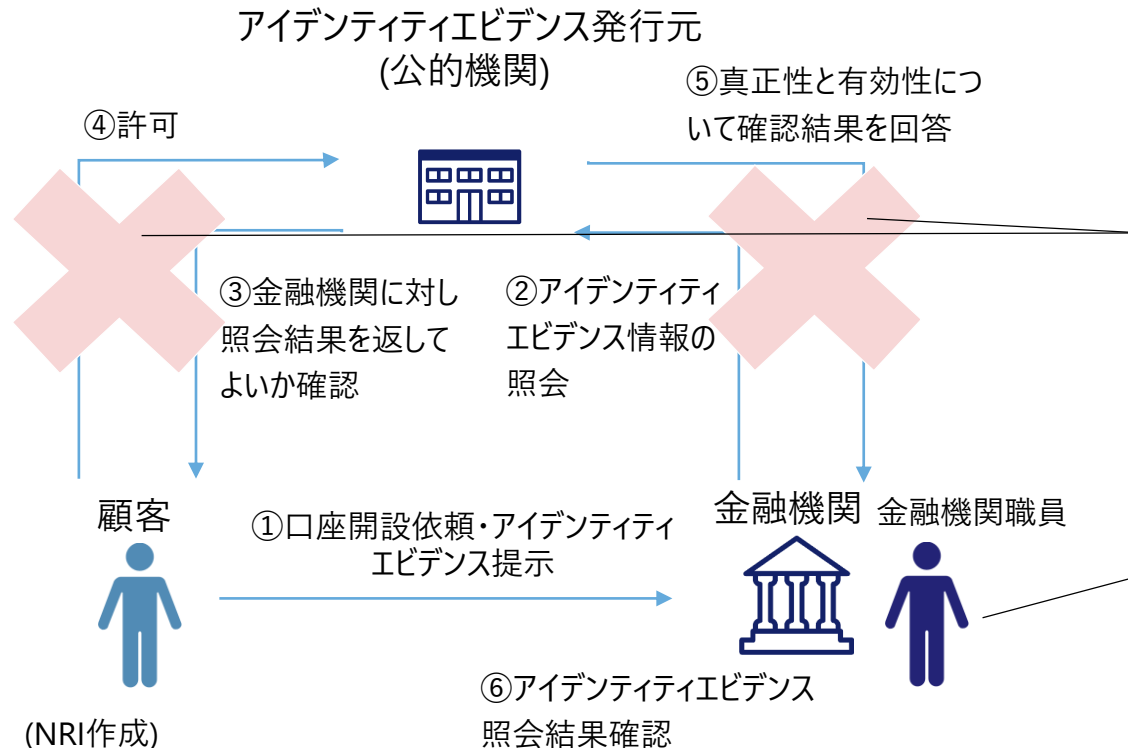 アイデンティティエビデンス発行元
(公的機関)
⑤真正性と有効性につ
いて確認結果を回答
④許可
③金融機関に対し
照会結果を返して
よいか確認
②アイデンティティ
エビデンス情報の
照会
顧客
①口座開設依頼・アイデンティティ
エビデンス提示
金融機関
金融機関職員
⑥アイデンティティエビデンス
照会結果確認
(NRI作成)